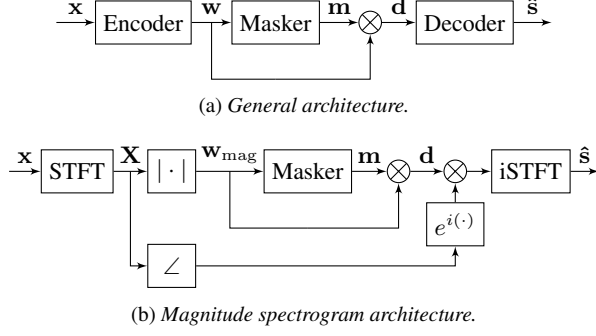 x Encoder w Masker m ⊗ d Decoder ŝ
(a) General architecture.
x STFT X | · | w_mag Masker m ⊗ d ⊗ iSTFT ŝ
e^{i(·)}
∠
(b) Magnitude spectrogram architecture.